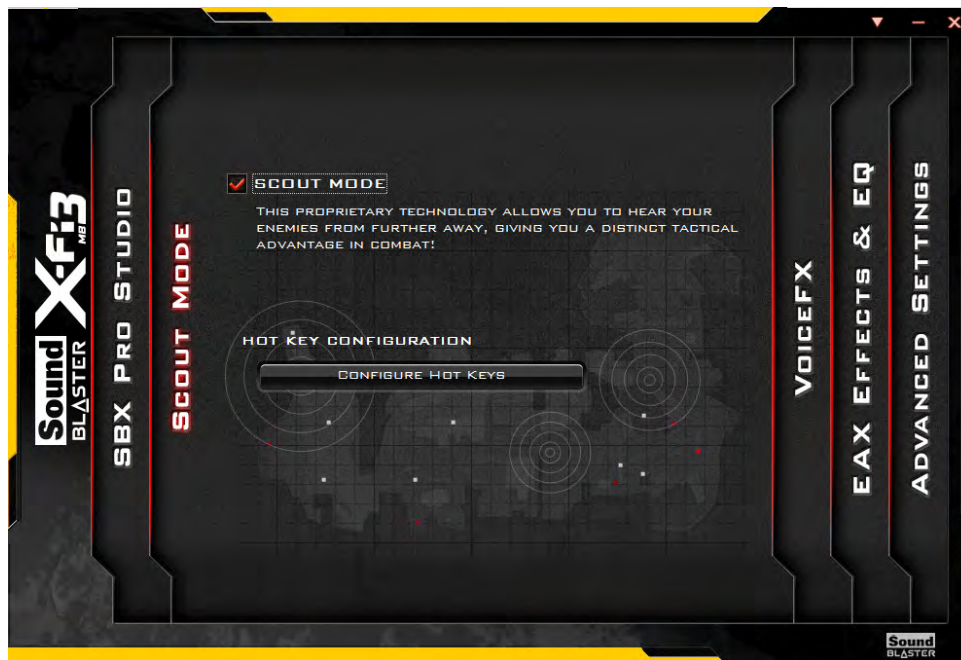 Sound
BLASTER
X-Fi3
MB
SBX PRO STUDIO
SCOUT MODE
SCOUT MODE
THIS PROPRIETARY TECHNOLOGY ALLOWS YOU TO HEAR YOUR
ENEMIES FROM FURTHER AWAY, GIVING YOU A DISTINCT TACTICAL
ADVANTAGE IN COMBAT!
HOT KEY CONFIGURATION
CONFIGURE HOT KEYS
VOICEFX
EAX EFFECTS & EQ
ADVANCED SETTINGS
Sound
BLASTER